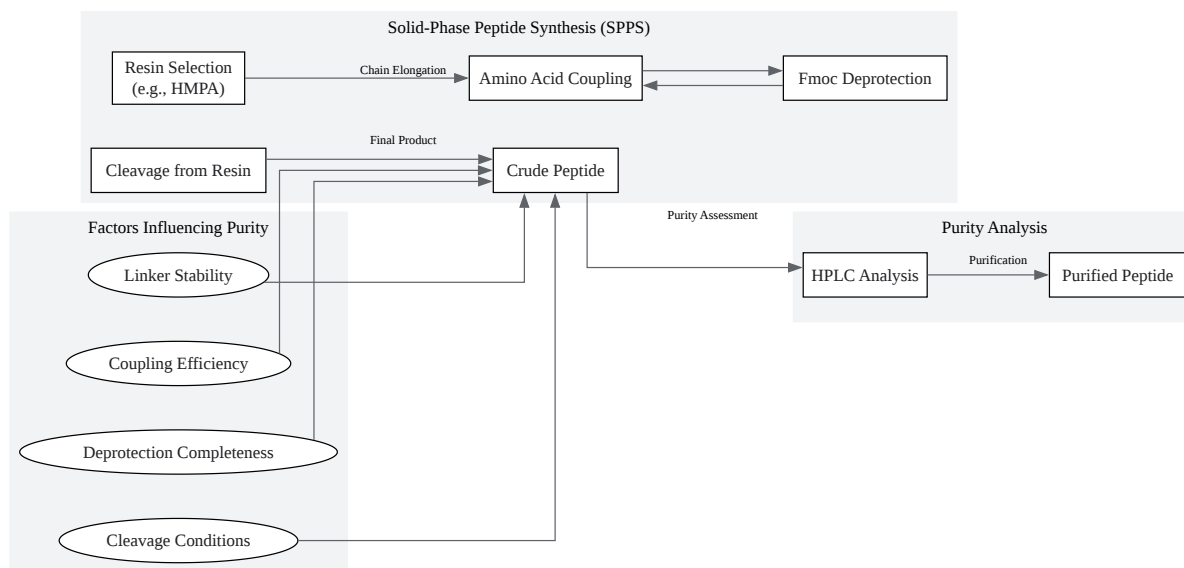 Solid-Phase Peptide Synthesis (SPPS)
Resin Selection
(e.g., HMPA)
Chain Elongation
Amino Acid Coupling
Fmoc Deprotection
Cleavage from Resin
Final Product
Crude Peptide
Factors Influencing Purity
Linker Stability
Coupling Efficiency
Deprotection Completeness
Cleavage Conditions
Purity Assessment
Purity Analysis
HPLC Analysis
Purification
Purified Peptide